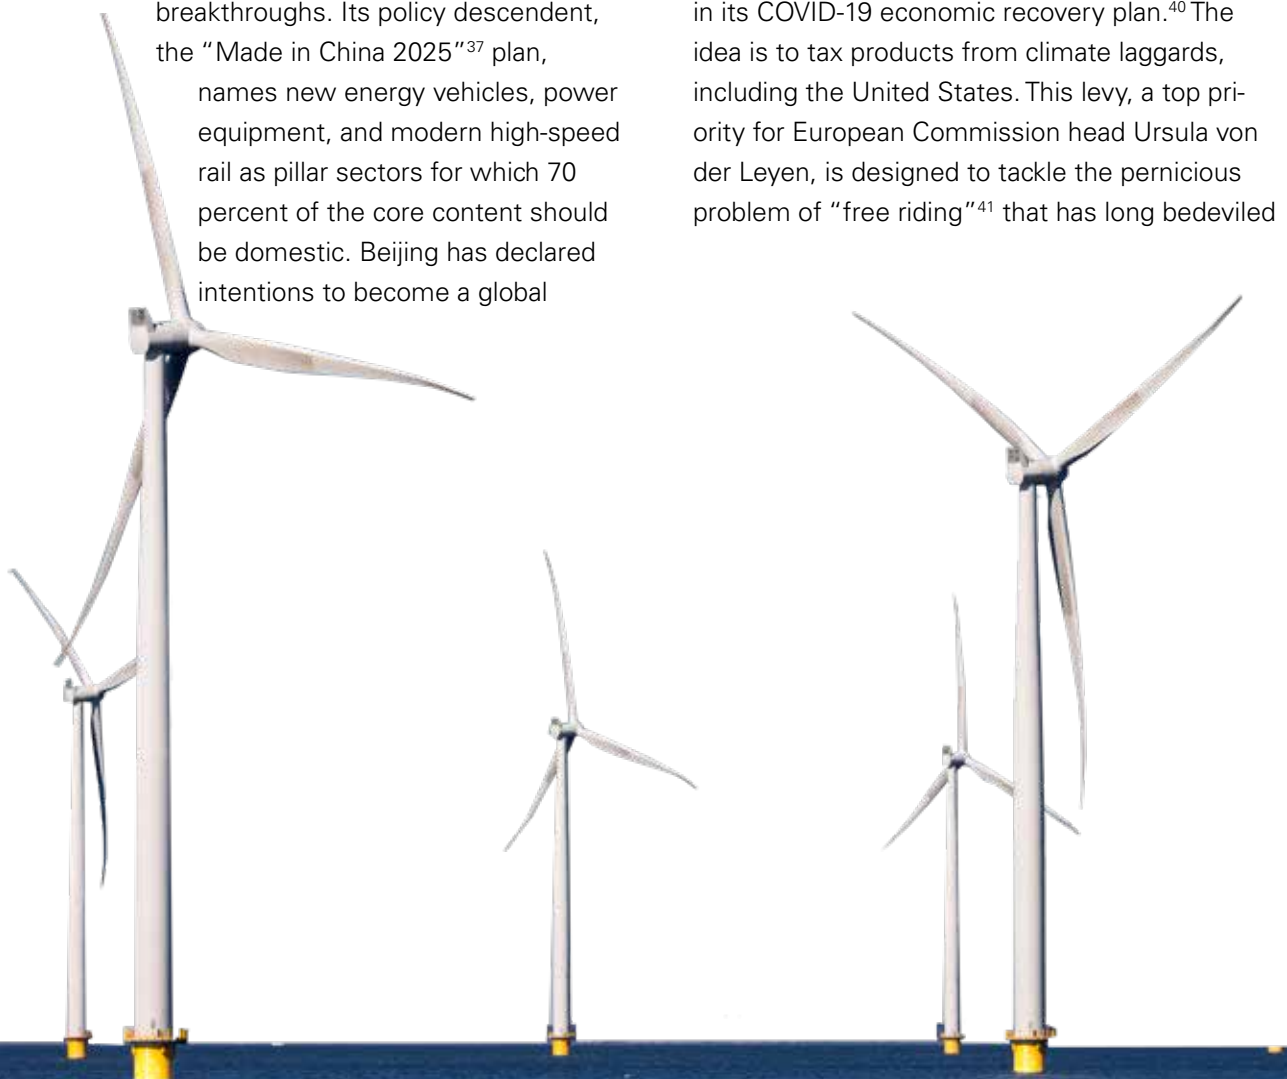 breakthroughs. Its policy descendent,
the “Made in China 2025”³⁷ plan,
names new energy vehicles, power
equipment, and modern high-speed
rail as pillar sectors for which 70
percent of the core content should
be domestic. Beijing has declared
intentions to become a global
in its COVID-19 economic recovery plan.⁴⁰ The
idea is to tax products from climate laggards,
including the United States. This levy, a top pri-
ority for European Commission head Ursula von
der Leyen, is designed to tackle the pernicious
problem of “free riding”⁴¹ that has long bedeviled